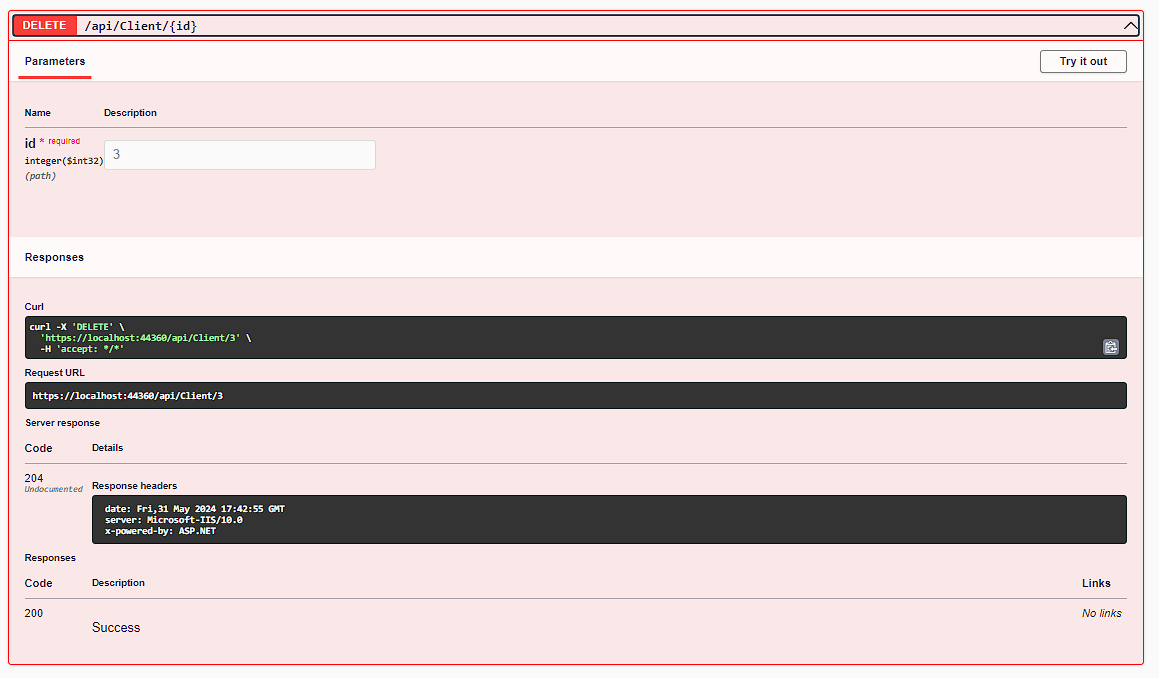 DELETE /api/Client/{id}
Parameters
Try it out
Name Description
id * required
integer($int32)
(path)
3
Responses
Curl
curl -X 'DELETE' \
'https://localhost:44360/api/Client/3' \
-H 'accept: */*'
Request URL
https://localhost:44360/api/Client/3
Server response
Code Details
204
Undocumented
Response headers
date: Fri,31 May 2024 17:42:55 GMT
server: Microsoft-IIS/10.0
x-powered-by: ASP.NET
Responses
Code Description Links
200
Success
No links